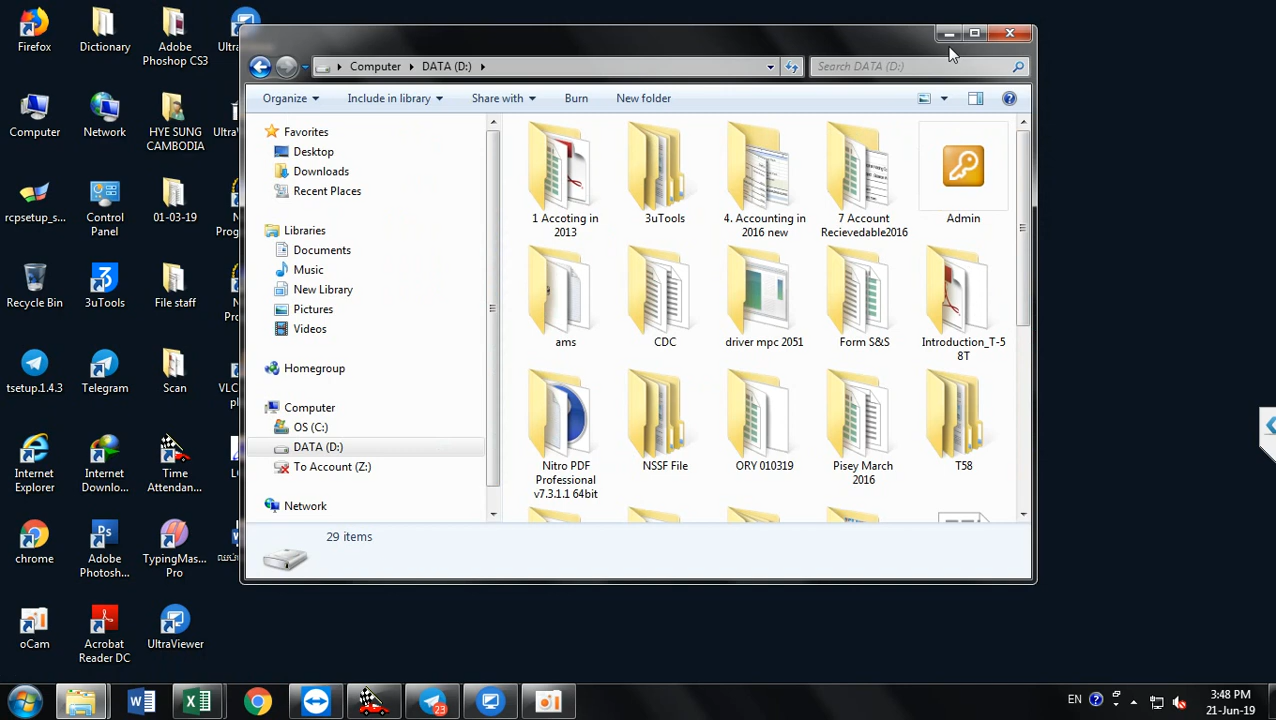 Firefox
Dictionary
Adobe
Phoshop CS3
Computer
Network
HYE SUNG
CAMBODIA
rcpsetup_s...
Control
Panel
01-03-19
Recycle Bin
3uTools
File staff
tsetup.1.4.3
Telegram
Scan
Internet
Explorer
Internet
Downlo...
Time
Attendan...
chrome
Adobe
Photosh...
TypingMas...
Pro
oCam
Acrobat
Reader DC
UltraViewer
Computer
DATA (D:)
Search DATA (D:)
Organize
Include in library
Share with
Burn
New folder
Favorites
Desktop
Downloads
Recent Places
Libraries
Documents
Music
New Library
Pictures
Videos
Homegroup
Computer
OS (C:)
DATA (D:)
To Account (Z:)
Network
1 Accoting in
2013
3uTools
4. Accounting in
2016 new
7 Account
Recievedable2016
Admin
ams
CDC
driver mpc 2051
Form S&S
Introduction_T-5
8T
Nitro PDF
Professional
v7.3.1.1 64bit
NSSF File
ORY 010319
Pisey March
2016
T58
29 items
23
EN
3:48 PM
21-Jun-19